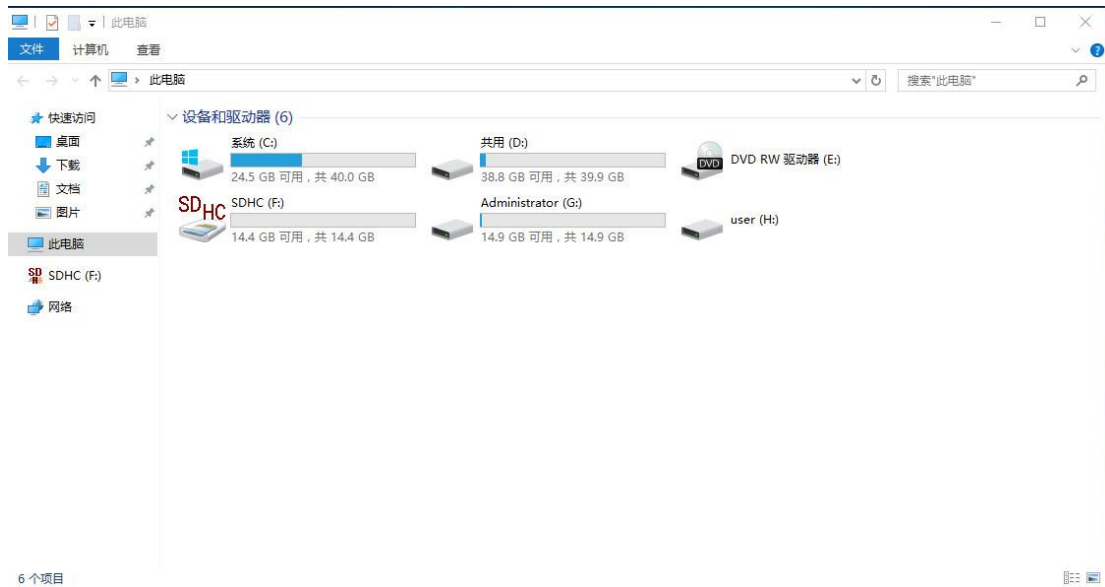 此电脑
文件 计算机 查看
此电脑 搜索"此电脑"
快速访问
桌面
下载
文档
图片
此电脑
SDHC (F:)
网络
设备和驱动器 (6)
系统 (C:)
24.5 GB 可用，共 40.0 GB
共用 (D:)
38.8 GB 可用，共 39.9 GB
DVD
DVD RW 驱动器 (E:)
SDHC
SDHC (F:)
14.4 GB 可用，共 14.4 GB
Administrator (G:)
14.9 GB 可用，共 14.9 GB
user (H:)
6 个项目